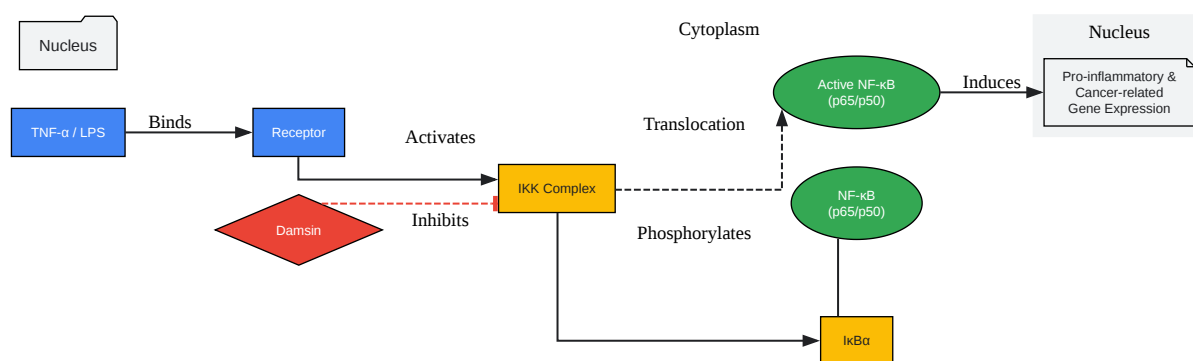 Nucleus
Cytoplasm
Nucleus
TNF-α / LPS
Binds
Receptor
Activates
Translocation
Active NF-κB
(p65/p50)
Induces
Pro-inflammatory &
Cancer-related
Gene Expression
IKK Complex
NF-κB
(p65/p50)
Damsin
Inhibits
Phosphorylates
IκBα